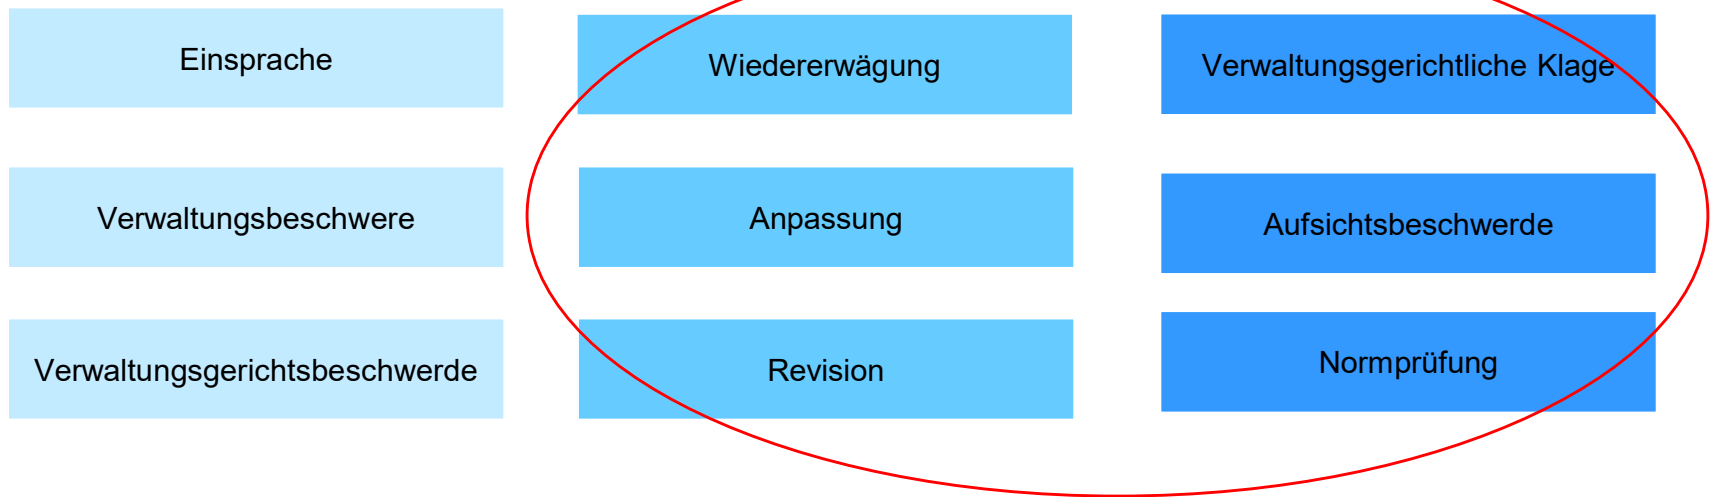 Einsprache
Wiedererwägung
Verwaltungsgerichtliche Klage
Verwaltungsbeschwere
Anpassung
Aufsichtsbeschwerde
Verwaltungsgerichtsbeschwerde
Revision
Normprüfung